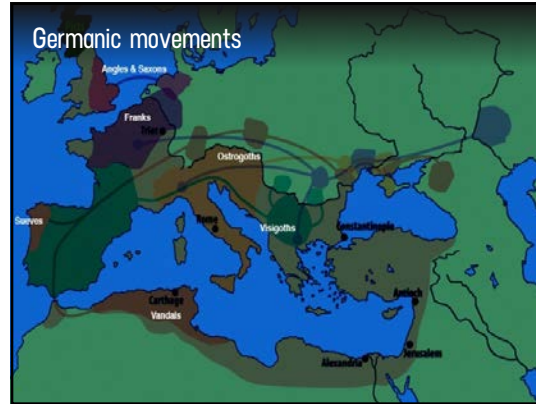 Germanic movements
Angles & Saxons
Franks
Trier
Ostrogoths
Sueves
Visigoths
Rome
Constantinople
Carthage
Vandals
Antioch
Alexandria
Jerusalem